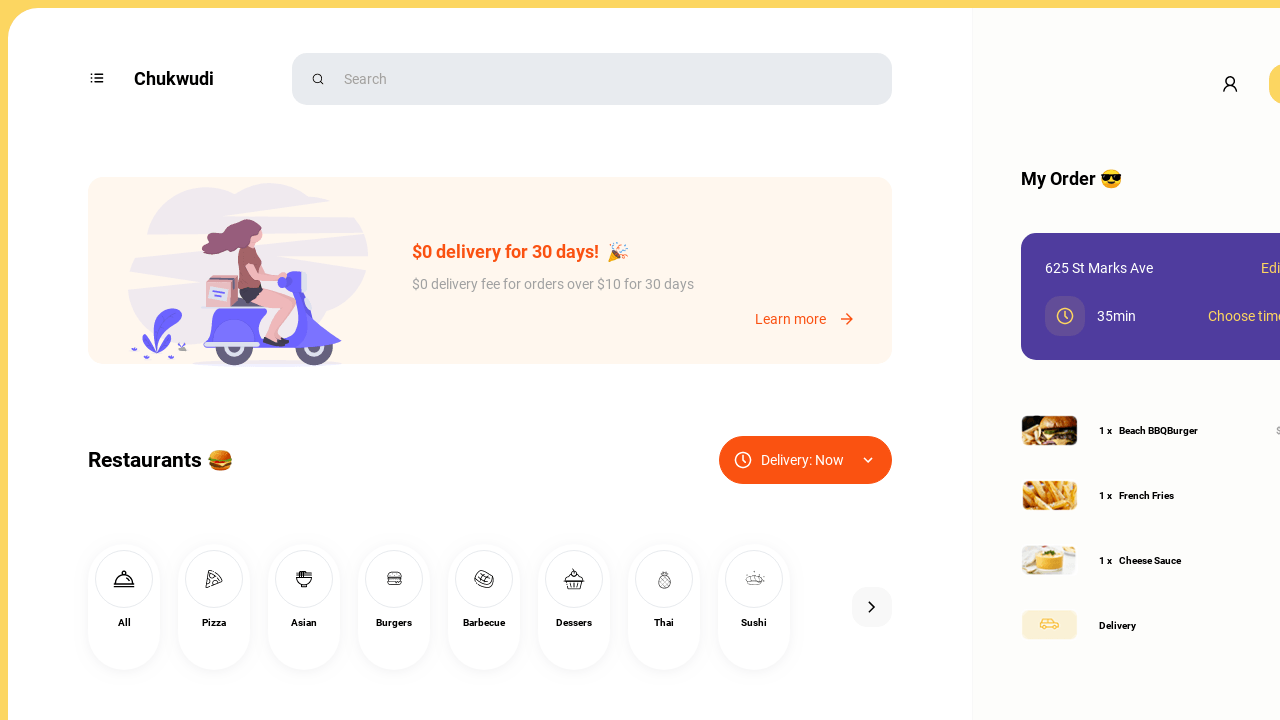 Chukwudi
Search
My Order 😎
$0 delivery for 30 days! 🎉
$0 delivery fee for orders over $10 for 30 days
Learn more
625 St Marks Ave
35min
Choose time
Restaurants 🍔
Delivery: Now
1 x Beach BBQBurger
1 x French Fries
1 x Cheese Sauce
Delivery
All
Pizza
Asian
Burgers
Barbecue
Dessers
Thai
Sushi